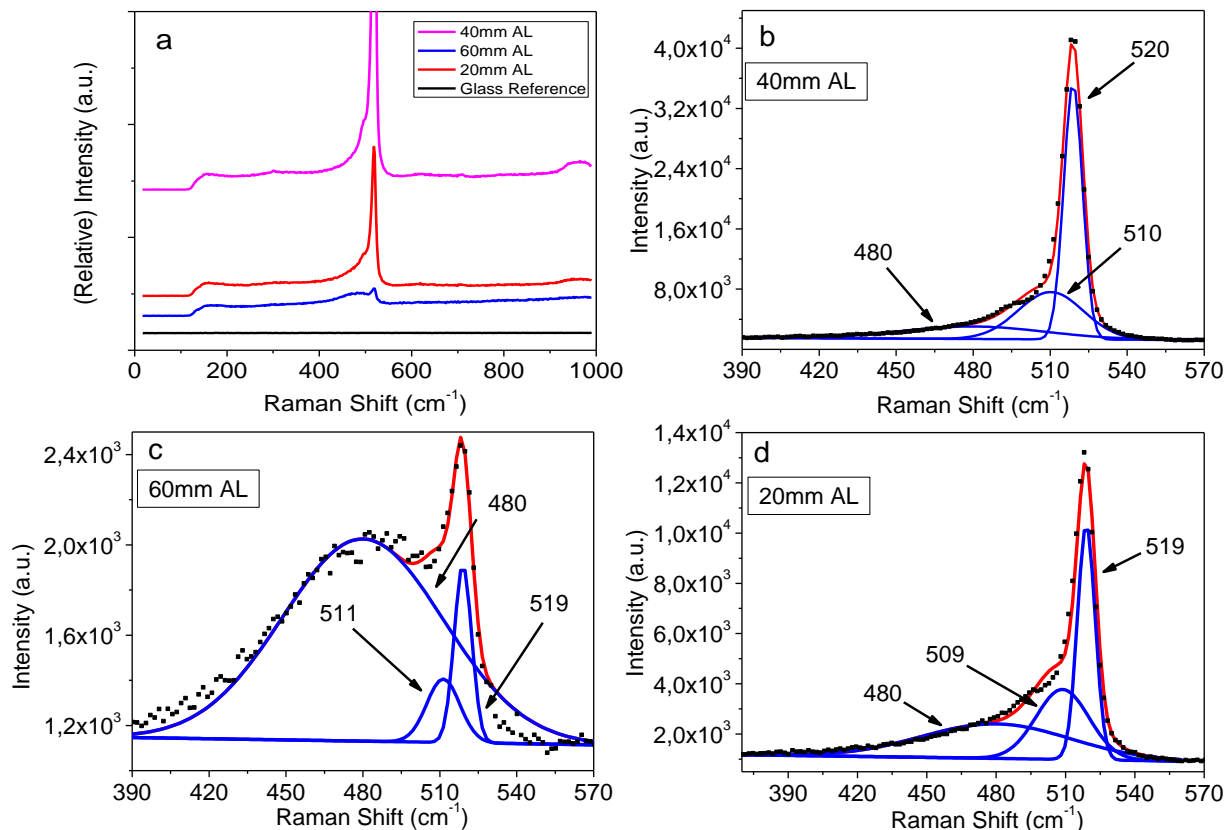 a
40mm AL
60mm AL
20mm AL
Glass Reference
(Relative) Intensity (a.u.)
0 200 400 600 800 1000
Raman Shift (cm⁻¹)
b
40mm AL
520
510
480
4,0x10⁴
3,2x10⁴
2,4x10⁴
1,6x10⁴
8,0x10³
Intensity (a.u.)
390 420 450 480 510 540 570
Raman Shift (cm⁻¹)
c
60mm AL
480
511
519
2,4x10³
2,0x10³
1,6x10³
1,2x10³
Intensity (a.u.)
390 420 450 480 510 540 570
Raman Shift (cm⁻¹)
d
20mm AL
519
509
480
1,4x10⁴
1,2x10⁴
1,0x10⁴
8,0x10³
6,0x10³
4,0x10³
2,0x10³
Intensity (a.u.)
390 420 450 480 510 540 570
Raman Shift (cm⁻¹)